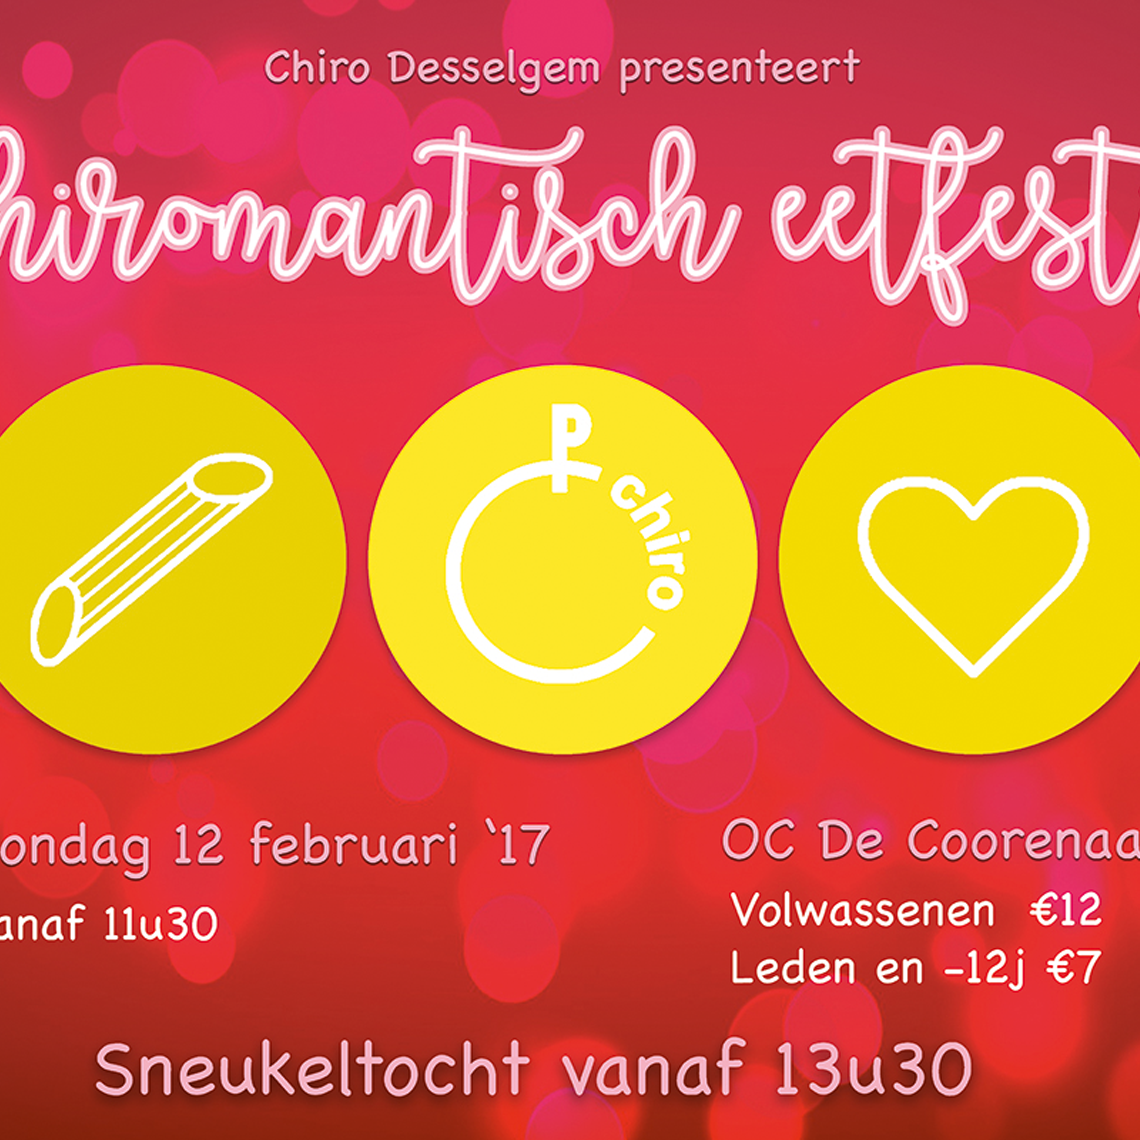 Chiro Desselgem presenteert
hiromantisch eetfest
P chiro
ondag 12 februari '17
anaf 11u30
OC De Coorenaa
Volwassenen €12
Leden en -12j €7
Sneukeltocht vanaf 13u30